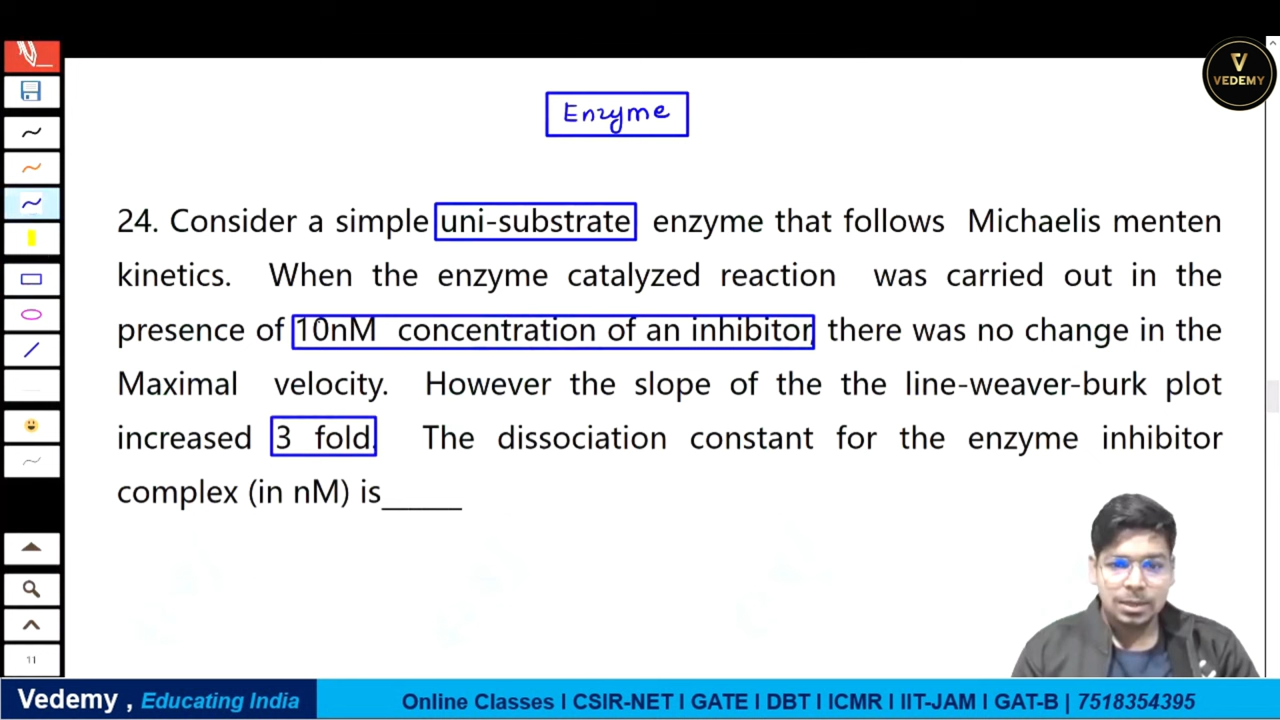 V
VEDEMY
Enzyme
24. Consider a simple uni-substrate enzyme that follows Michaelis menten
kinetics. When the enzyme catalyzed reaction was carried out in the
presence of 10nM concentration of an inhibitor, there was no change in the
Maximal velocity. However the slope of the the line-weaver-burk plot
increased 3 fold. The dissociation constant for the enzyme inhibitor
complex (in nM) is______
11
Vedemy , Educating India
Online Classes I CSIR-NET I GATE I DBT I ICMR I IIT-JAM I GAT-B | 7518354395